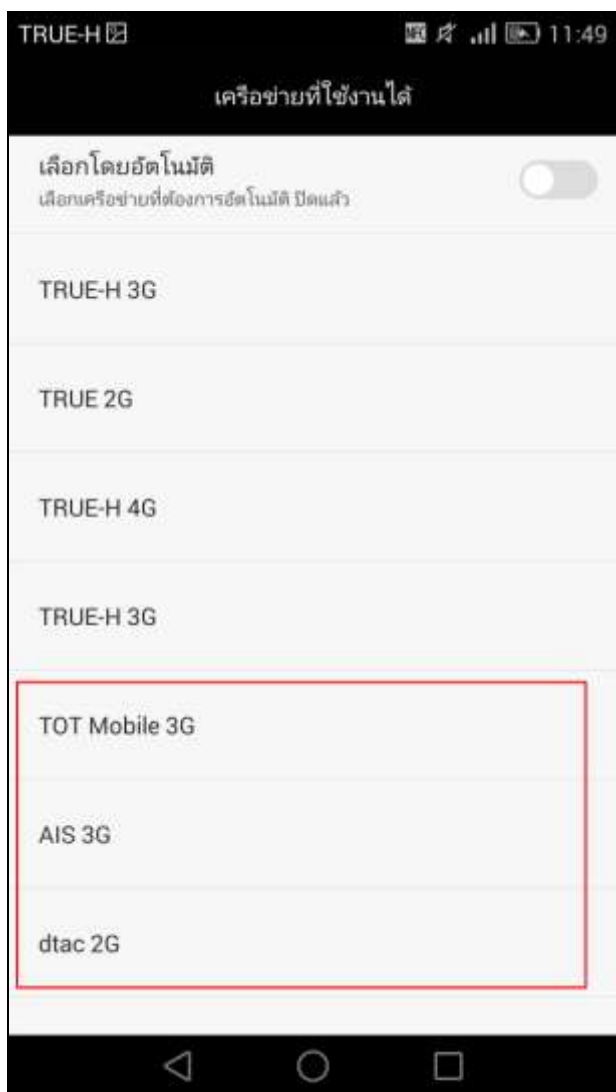 TRUE-H
11:49
เครือข่ายที่ใช้งานได้
เลือกโดยอัตโนมัติ
เลือกเครือข่ายที่ต้องการอัตโนมัติ ปิดแล้ว
TRUE-H 3G
TRUE 2G
TRUE-H 4G
TRUE-H 3G
TOT Mobile 3G
AIS 3G
dtac 2G